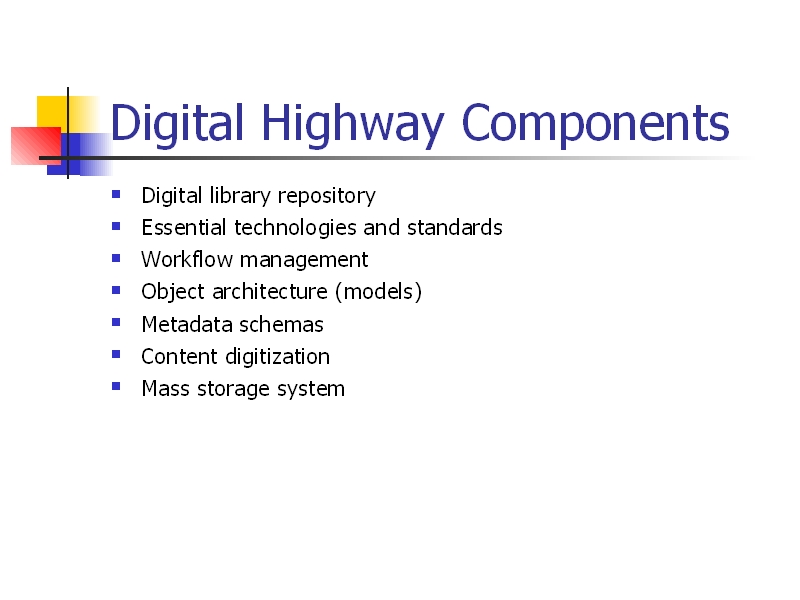 Digital Highway Components
Digital library repository
Essential technologies and standards
Workflow management
Object architecture (models)
Metadata schemas
Content digitization
Mass storage system